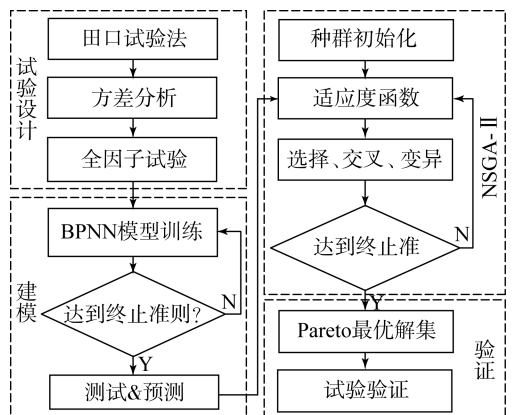 试验设计
田口试验法
方差分析
全因子试验
建模
BPNN模型训练
达到终止准则?
N
Y
测试&预测
NSGA-Ⅱ
种群初始化
适应度函数
选择、交叉、变异
达到终止准
N
Y
Pareto最优解集
试验验证
验证